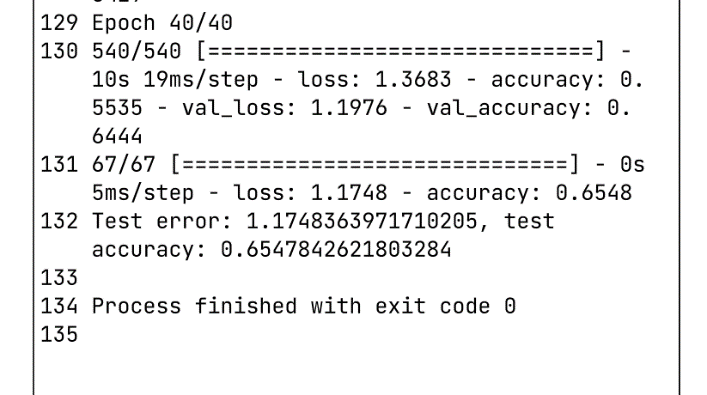 129 Epoch 40/40
130 540/540 [==============================] -
10s 19ms/step - loss: 1.3683 - accuracy: 0.
5535 - val_loss: 1.1976 - val_accuracy: 0.
6444
131 67/67 [==============================] - 0s
5ms/step - loss: 1.1748 - accuracy: 0.6548
132 Test error: 1.1748363971710205, test
accuracy: 0.6547842621803284
133
134 Process finished with exit code 0
135